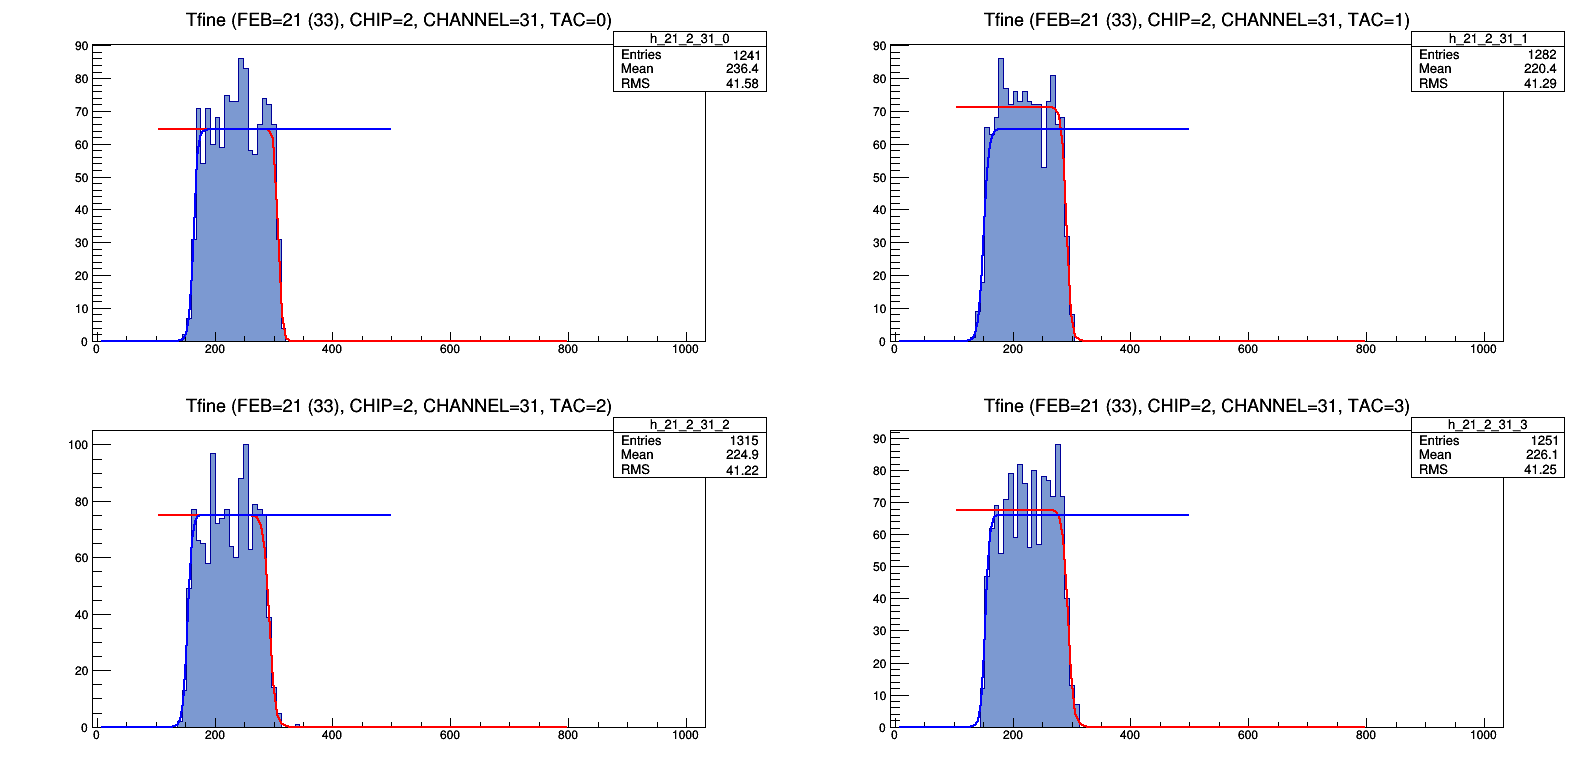 Tfine (FEB=21 (33), CHIP=2, CHANNEL=31, TAC=0)
h_21_2_31_0
Entries 1241
Mean 236.4
RMS 41.58
90
80
70
60
50
40
30
20
10
0
0 200 400 600 800 1000
Tfine (FEB=21 (33), CHIP=2, CHANNEL=31, TAC=1)
h_21_2_31_1
Entries 1282
Mean 220.4
RMS 41.29
90
80
70
60
50
40
30
20
10
0
0 200 400 600 800 1000
Tfine (FEB=21 (33), CHIP=2, CHANNEL=31, TAC=2)
h_21_2_31_2
Entries 1315
Mean 224.9
RMS 41.22
100
80
60
40
20
0
0 200 400 600 800 1000
Tfine (FEB=21 (33), CHIP=2, CHANNEL=31, TAC=3)
h_21_2_31_3
Entries 1251
Mean 226.1
RMS 41.25
90
80
70
60
50
40
30
20
10
0
0 200 400 600 800 1000